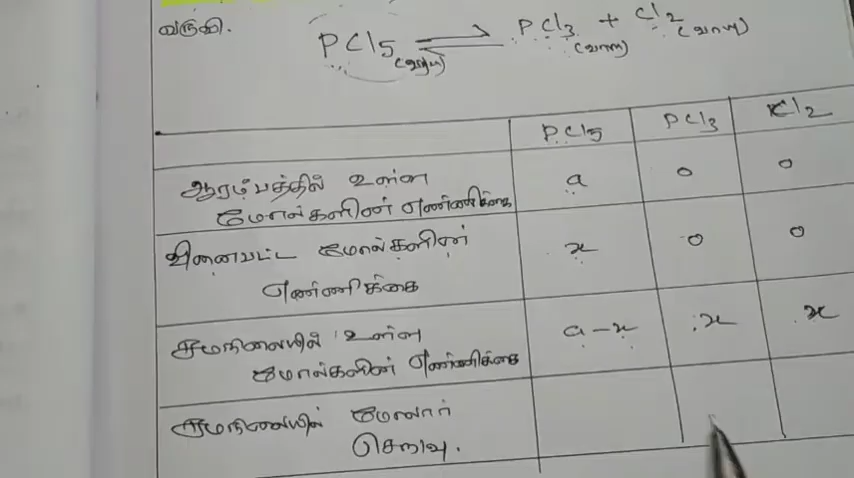 வருவி.
PCl5 ⇌ PCl3 + Cl2
(வாயு) (வாயு) (வாயு)
PCl5 PCl3 Cl2
ஆரம்பத்தில் உள்ள
மோல்களின் எண்ணிக்கை a 0 0
வினைபட்ட மோல்களின்
எண்ணிக்கை x 0 0
சமநிலையில் உள்ள
மோல்களின் எண்ணிக்கை a-x x x
சமநிலையில் மோலார்
செறிவு.